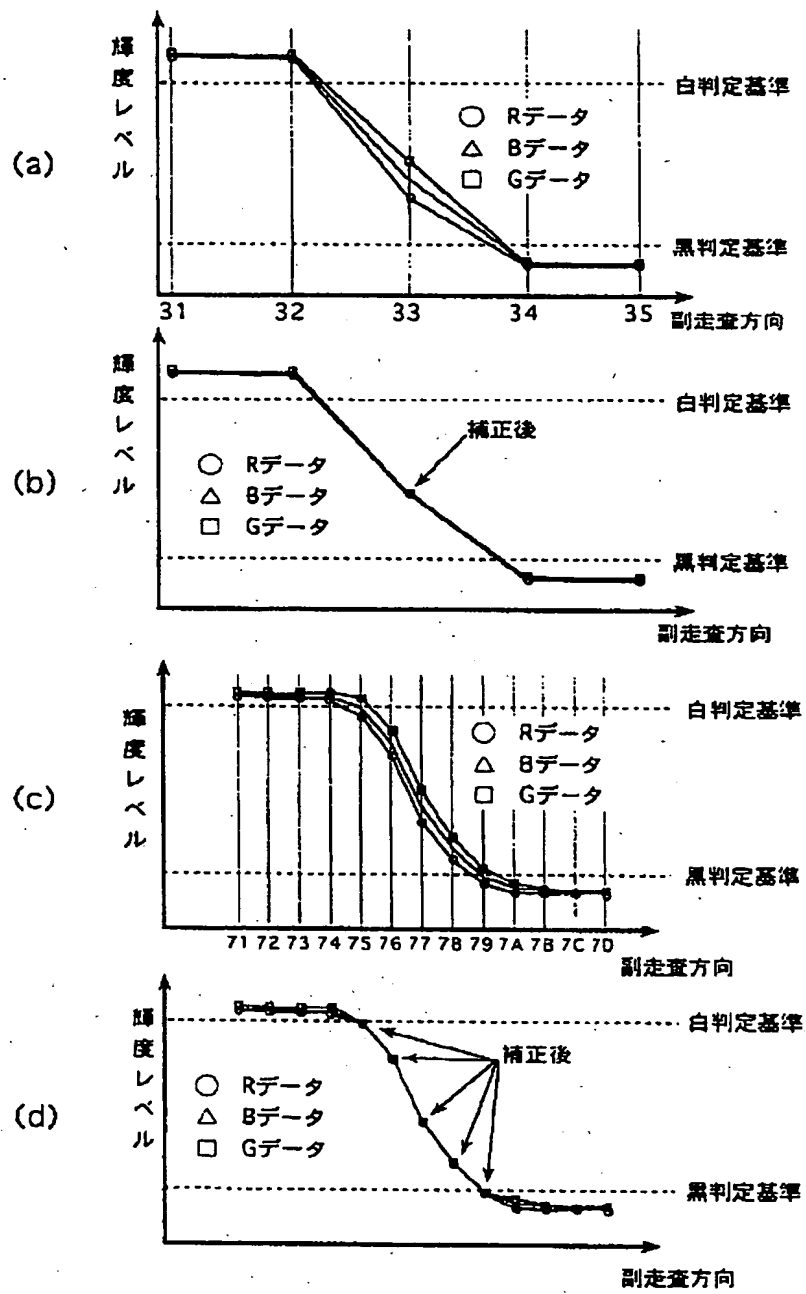 (a)
輝度レベル
白判定基準
○ Rデータ
△ Bデータ
□ Gデータ
黒判定基準
31 32 33 34 35
副走査方向
(b)
輝度レベル
白判定基準
補正後
○ Rデータ
△ Bデータ
□ Gデータ
黒判定基準
副走査方向
(c)
輝度レベル
白判定基準
○ Rデータ
△ Bデータ
□ Gデータ
黒判定基準
71 72 73 74 75 76 77 78 79 7A 7B 7C 7D
副走査方向
(d)
輝度レベル
白判定基準
補正後
○ Rデータ
△ Bデータ
□ Gデータ
黒判定基準
副走査方向